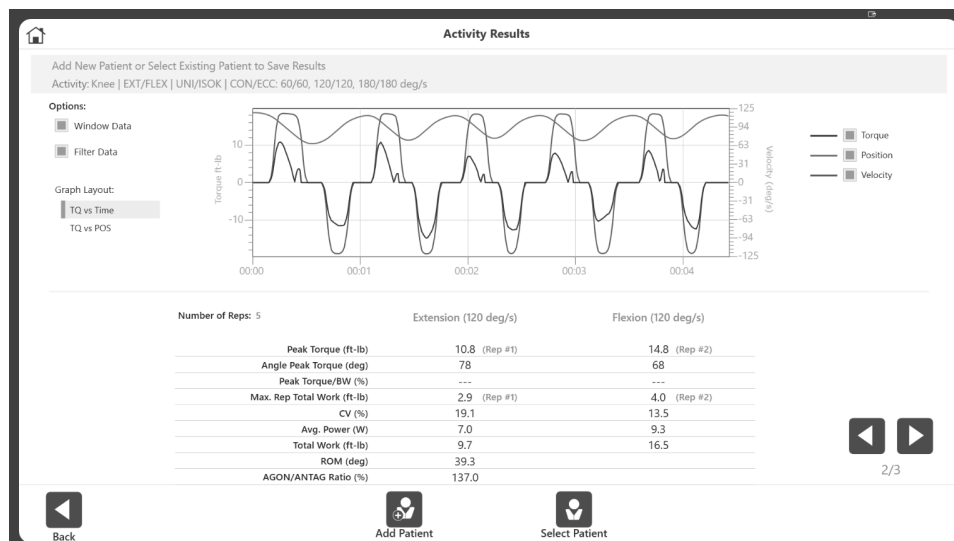 Activity Results
Add New Patient or Select Existing Patient to Save Results
Activity: Knee | EXT/FLEX | UNI/ISOK | CON/ECC: 60/60, 120/120, 180/180 deg/s
Options:
Window Data
Filter Data
Graph Layout:
TQ vs Time
TQ vs POS
Torque ft-lb
10
0
-10
125
94
63
31
0
-31
-63
-94
-125
Velocity (deg/s)
00:00 00:01 00:02 00:03 00:04
Torque
Position
Velocity
Number of Reps: 5 Extension (120 deg/s) Flexion (120 deg/s)
Peak Torque (ft-lb) 10.8 (Rep #1) 14.8 (Rep #2)
Angle Peak Torque (deg) 78 68
Peak Torque/BW (%) --- ---
Max. Rep Total Work (ft-lb) 2.9 (Rep #1) 4.0 (Rep #2)
CV (%) 19.1 13.5
Avg. Power (W) 7.0 9.3
Total Work (ft-lb) 9.7 16.5
ROM (deg) 39.3
AGON/ANTAG Ratio (%) 137.0
2/3
Back
Add Patient
Select Patient